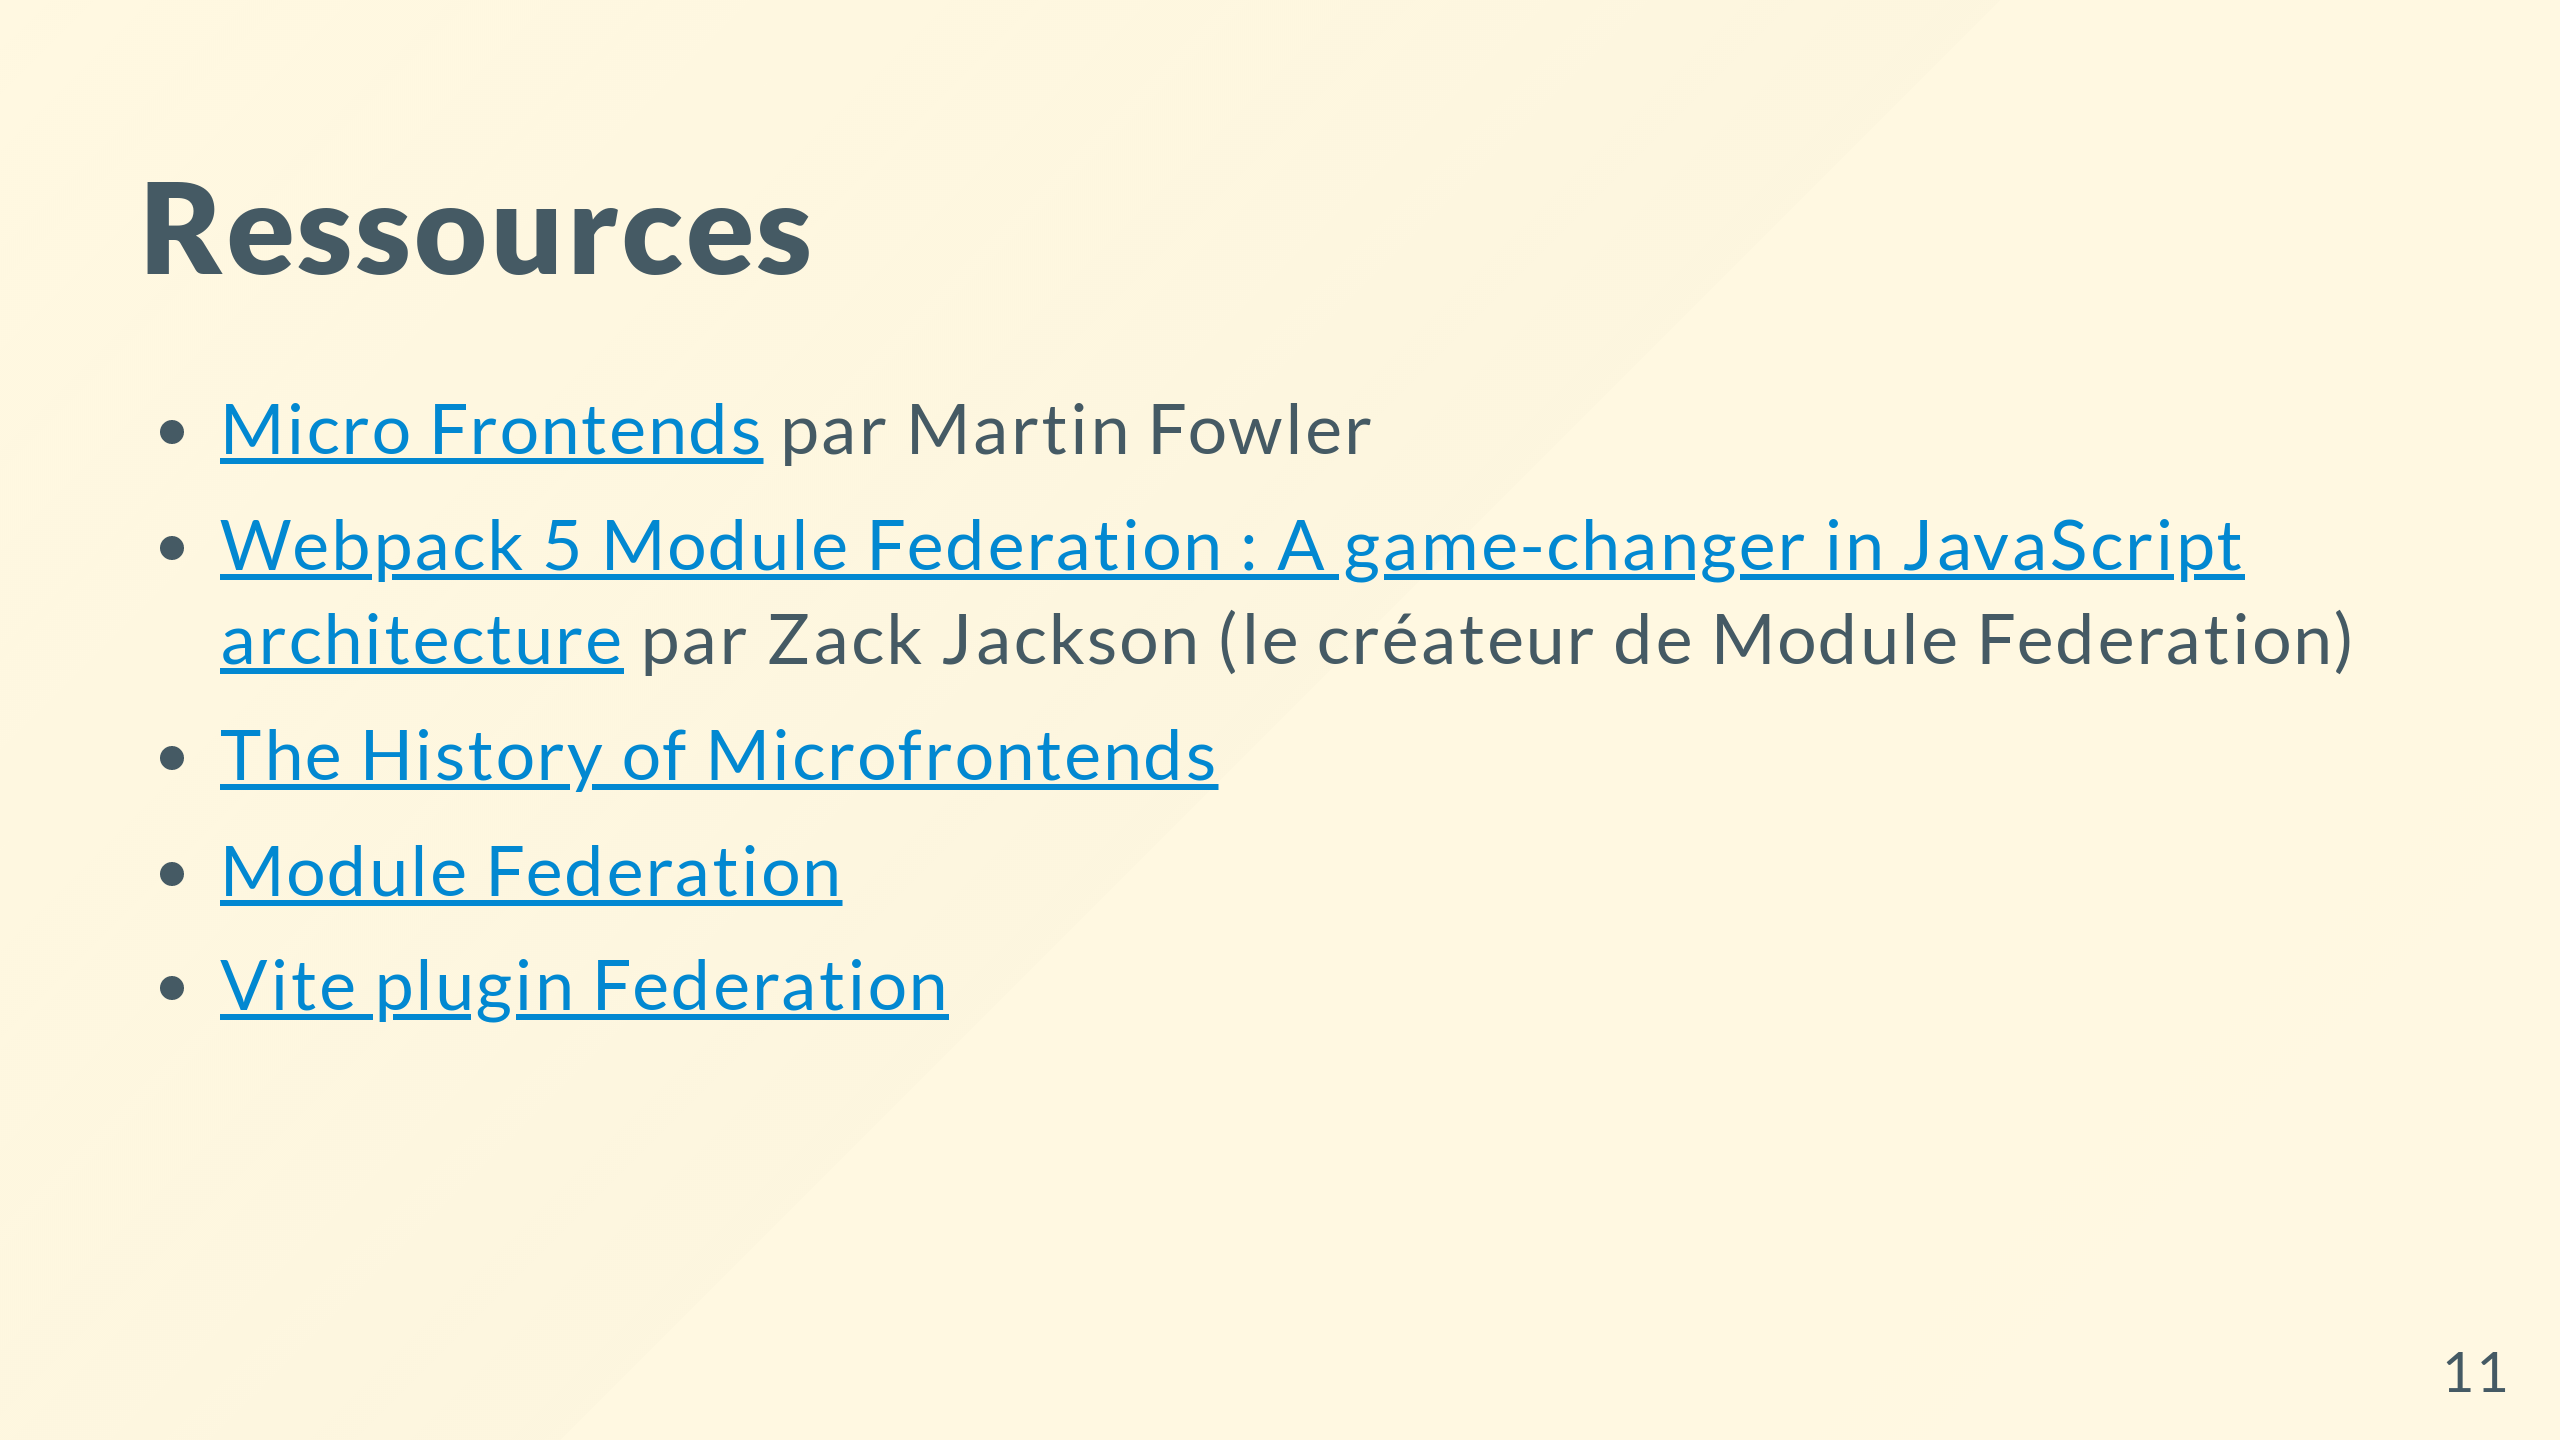 Ressources
Micro Frontends par Martin Fowler
Webpack 5 Module Federation : A game-changer in JavaScript
architecture par Zack Jackson (le créateur de Module Federation)
The History of Microfrontends
Module Federation
Vite plugin Federation
11